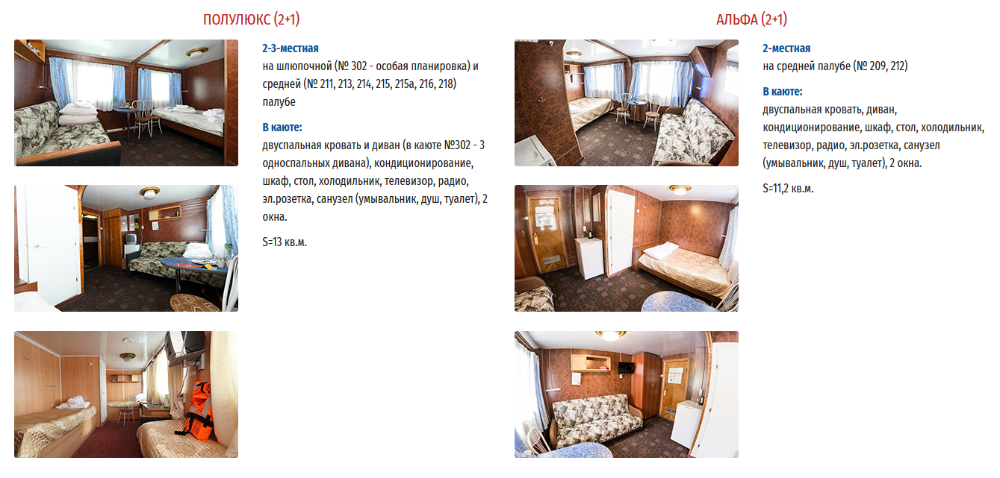 ПОЛУЛЮКС (2+1)
2-3-местная
на шлюпочной (№ 302 - особая планировка) и
средней (№ 211, 213, 214, 215, 215а, 216, 218)
палубе
В каюте:
двуспальная кровать и диван (в каюте №302 - 3
односпальных дивана), кондиционирование,
шкаф, стол, холодильник, телевизор, радио,
эл.розетка, санузел (умывальник, душ, туалет), 2
окна.
S=13 кв.м.
АЛЬФА (2+1)
2-местная
на средней палубе (№ 209, 212)
В каюте:
двуспальная кровать, диван,
кондиционирование, шкаф, стол, холодильник,
телевизор, радио, эл.розетка, санузел
(умывальник, душ, туалет), 2 окна.
S=11,2 кв.м.